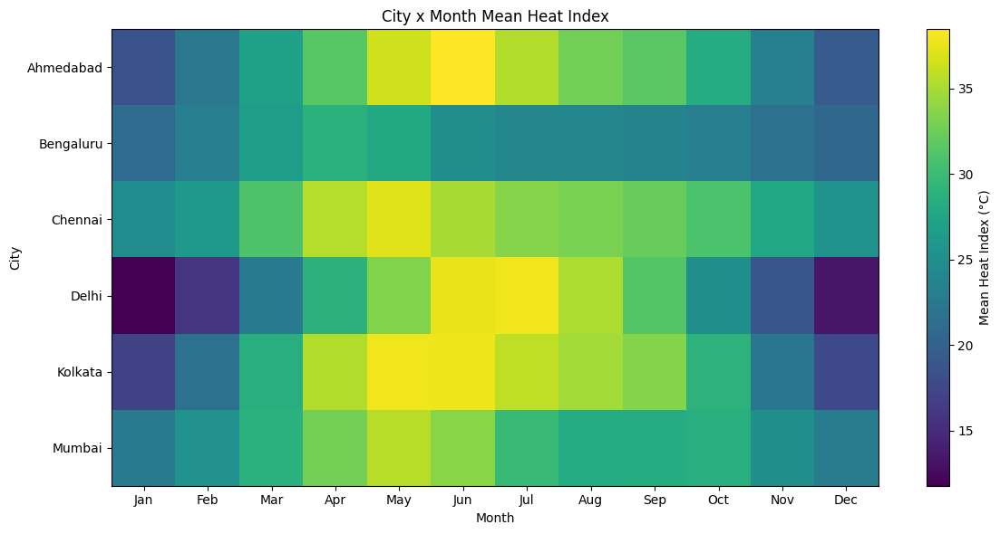 City x Month Mean Heat Index
City
Ahmedabad
Bengaluru
Chennai
Delhi
Kolkata
Mumbai
Jan Feb Mar Apr May Jun Jul Aug Sep Oct Nov Dec
Month
35
30
25
20
15
Mean Heat Index (°C)